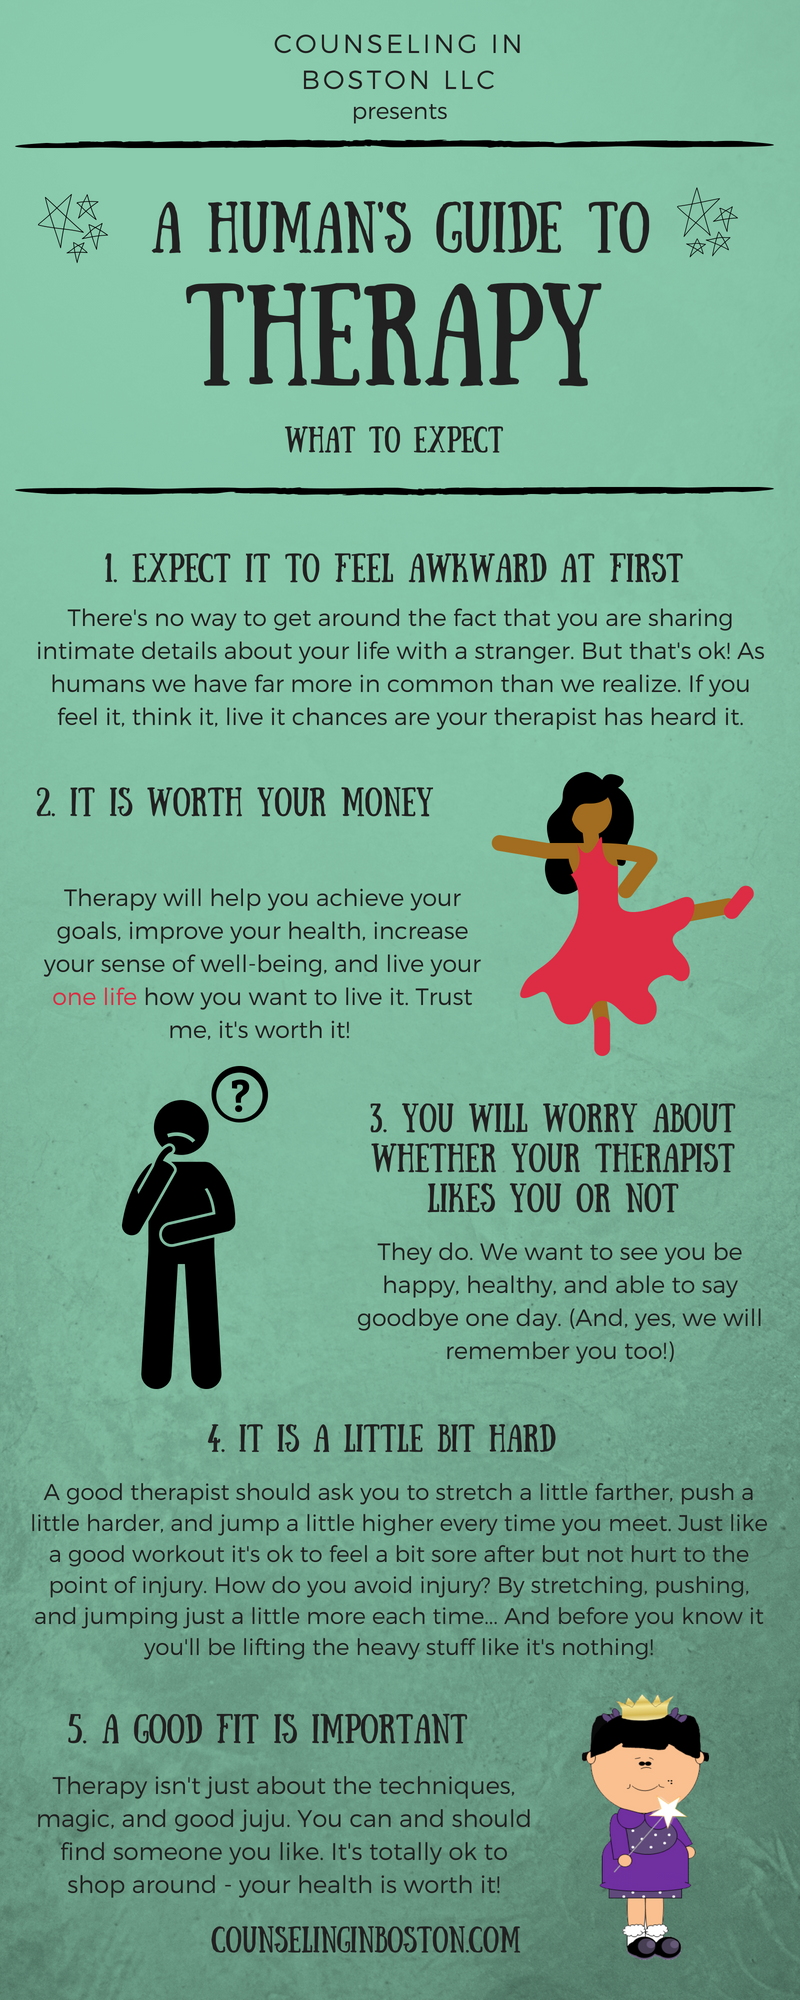 COUNSELING IN
BOSTON LLC
presents
A HUMAN'S GUIDE TO
THERAPY
WHAT TO EXPECT
1. EXPECT IT TO FEEL AWKWARD AT FIRST
There's no way to get around the fact that you are sharing
intimate details about your life with a stranger. But that's ok! As
humans we have far more in common than we realize. If you
feel it, think it, live it chances are your therapist has heard it.
2. IT IS WORTH YOUR MONEY
Therapy will help you achieve your
goals, improve your health, increase
your sense of well-being, and live your
one life how you want to live it. Trust
me, it's worth it!
?
3. YOU WILL WORRY ABOUT
WHETHER YOUR THERAPIST
LIKES YOU OR NOT
They do. We want to see you be
happy, healthy, and able to say
goodbye one day. (And, yes, we will
remember you too!)
4. IT IS A LITTLE BIT HARD
A good therapist should ask you to stretch a little farther, push a
little harder, and jump a little higher every time you meet. Just like
a good workout it's ok to feel a bit sore after but not hurt to the
point of injury. How do you avoid injury? By stretching, pushing,
and jumping just a little more each time... And before you know it
you'll be lifting the heavy stuff like it's nothing!
5. A GOOD FIT IS IMPORTANT
Therapy isn't just about the techniques,
magic, and good juju. You can and should
find someone you like. It's totally ok to
shop around - your health is worth it!
COUNSELINGINBOSTON.COM